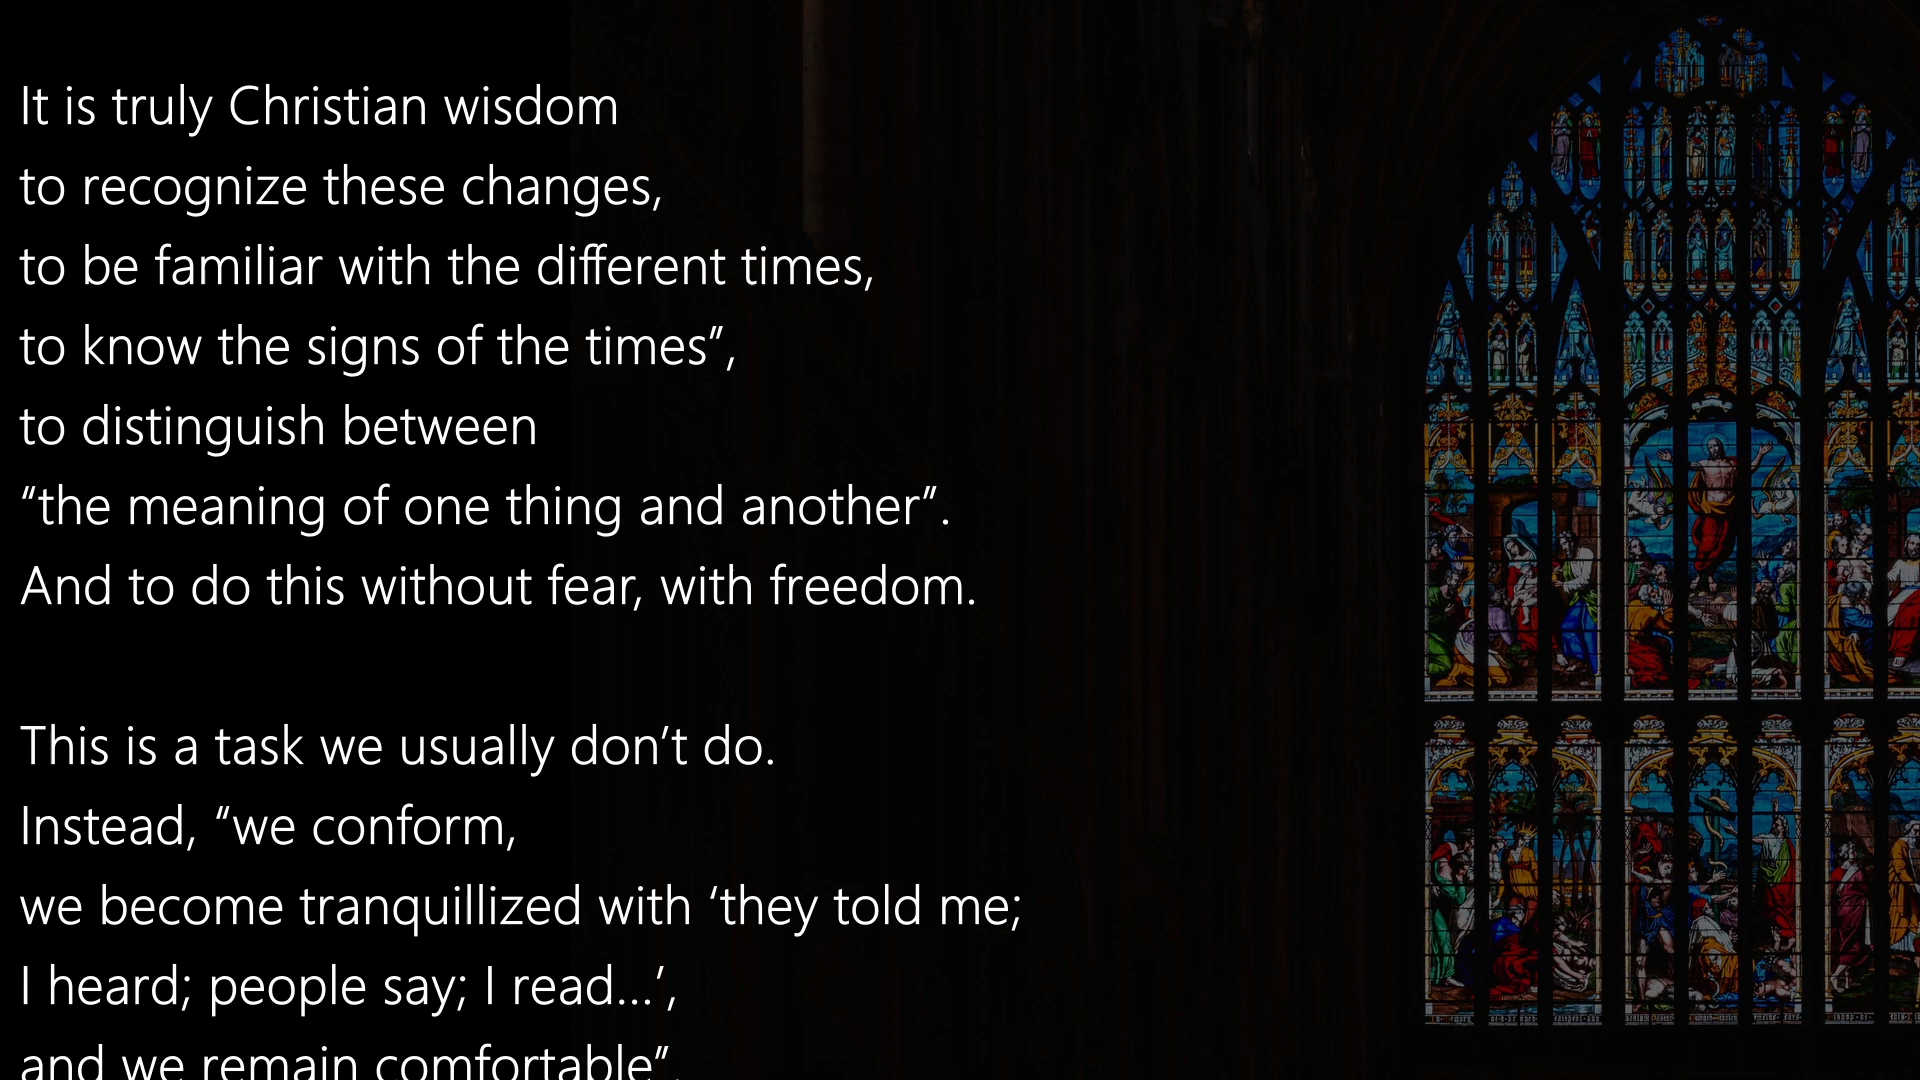 It is truly Christian wisdom
to recognize these changes,
to be familiar with the different times,
to know the signs of the times”,
to distinguish between
“the meaning of one thing and another”.
And to do this without fear, with freedom.
This is a task we usually don’t do.
Instead, “we conform,
we become tranquillized with ‘they told me;
I heard; people say; I read...’,
and we remain comfortable”.